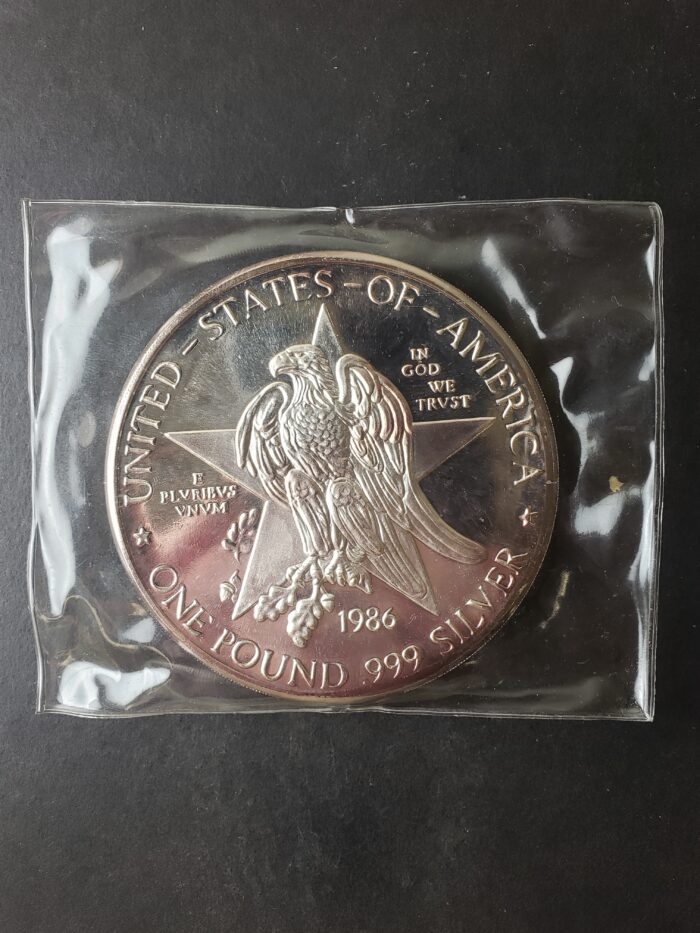 UNITED – STATES – OF – AMERICA
IN
GOD
WE
TRVST
E
PLVRIBVS
VNVM
1986
ONE POUND .999 SILVER